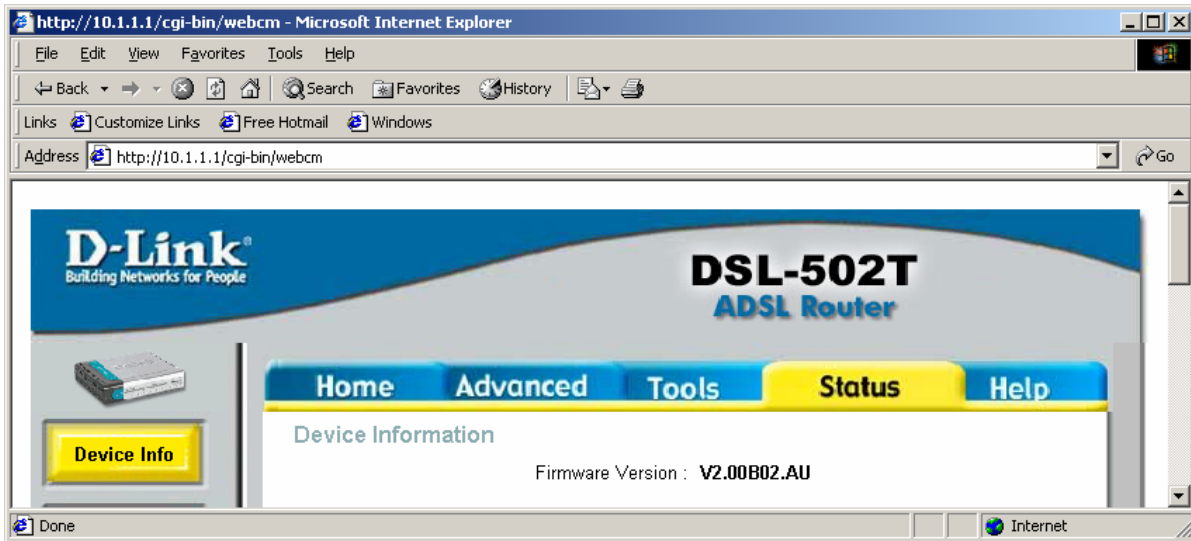 http://10.1.1.1/cgi-bin/webcm - Microsoft Internet Explorer
File Edit View Favorites Tools Help
Back Search Favorites History
Links Customize Links Free Hotmail Windows
Address http://10.1.1.1/cgi-bin/webcm Go
D-Link®
Building Networks for People
DSL-502T
ADSL Router
Home Advanced Tools Status Help
Device Info
Device Information
Firmware Version : V2.00B02.AU
Done Internet